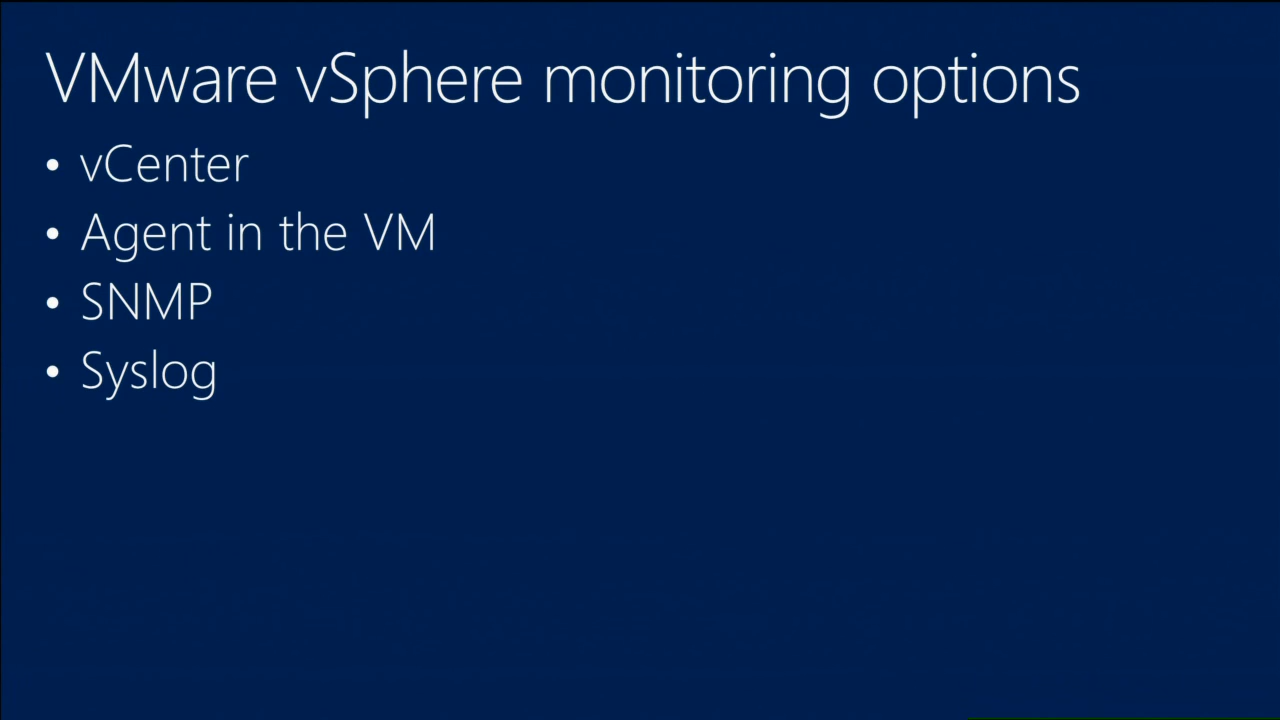 VMware vSphere monitoring options
• vCenter
• Agent in the VM
• SNMP
• Syslog